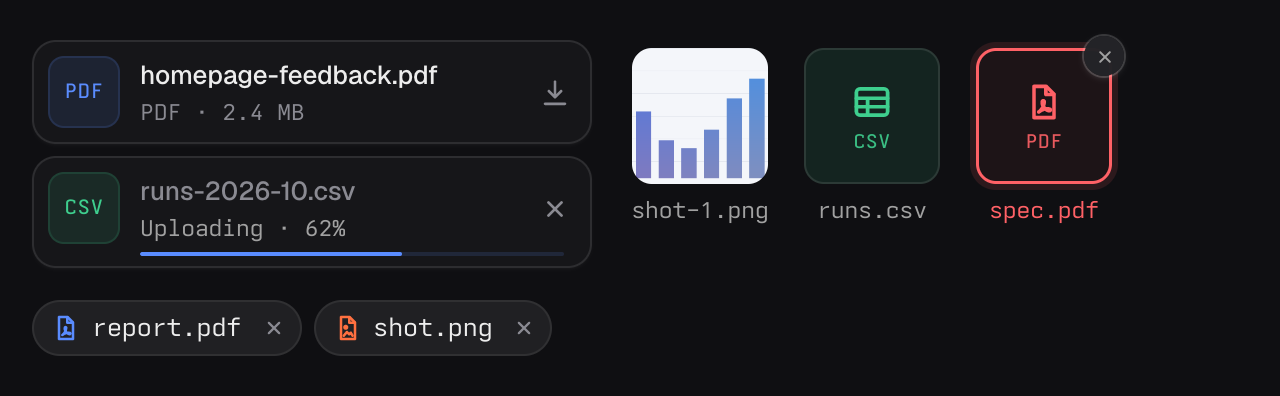 PDF
homepage-feedback.pdf
PDF · 2.4 MB
CSV
runs-2026-10.csv
Uploading · 62%
report.pdf
shot.png
shot-1.png
CSV
runs.csv
PDF
spec.pdf